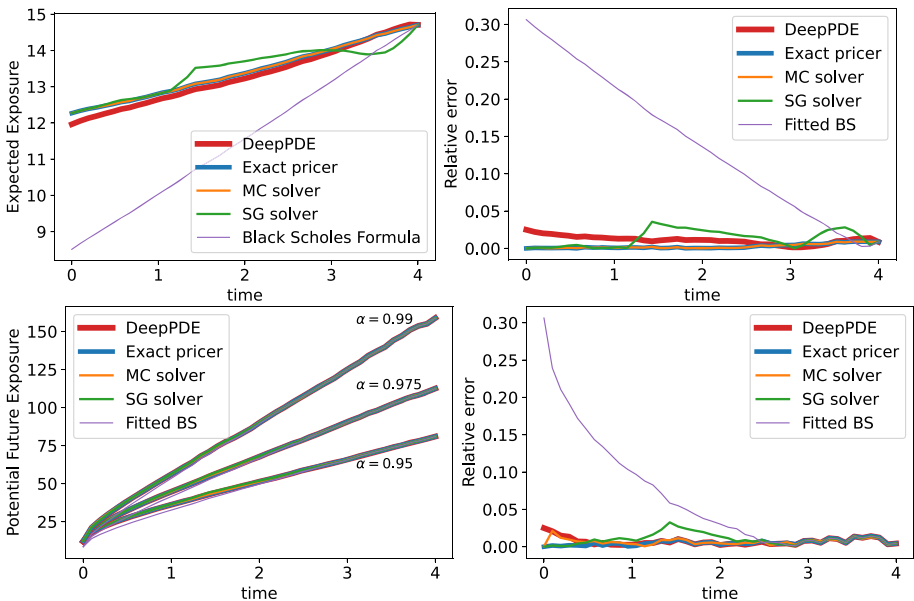 Expected Exposure
15
14
13
12
11
10
9
0
1
2
3
4
time
DeepPDE
Exact pricer
MC solver
SG solver
Black Scholes Formula
Relative error
0.30
0.25
0.20
0.15
0.10
0.05
0.00
0
1
2
3
4
time
DeepPDE
Exact pricer
MC solver
SG solver
Fitted BS
Potential Future Exposure
150
125
100
75
50
25
0
1
2
3
4
time
DeepPDE
Exact pricer
MC solver
SG solver
Fitted BS
α = 0.99
α = 0.975
α = 0.95
Relative error
0.30
0.25
0.20
0.15
0.10
0.05
0.00
0
1
2
3
4
time
DeepPDE
Exact pricer
MC solver
SG solver
Fitted BS